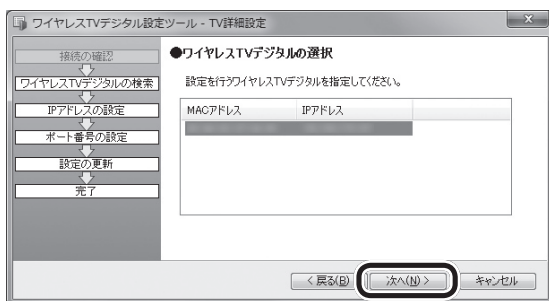 ワイヤレスTVデジタル設定ツール - TV詳細設定
接続の確認
ワイヤレスTVデジタルの検索
IPアドレスの設定
ポート番号の設定
設定の更新
完了
●ワイヤレスTVデジタルの選択
設定を行うワイヤレスTVデジタルを指定してください。
MACアドレス IPアドレス
< 戻る(B) 次へ(N) > キャンセル